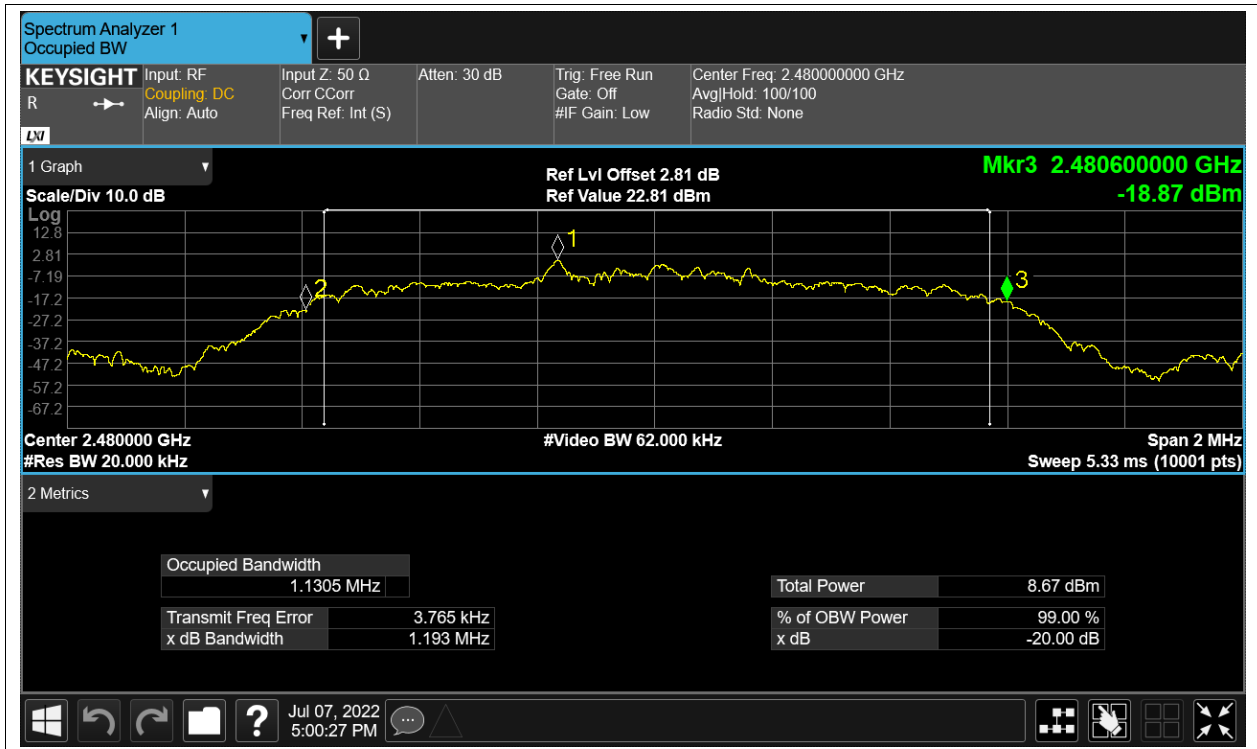 Spectrum Analyzer 1
Occupied BW
KEYSIGHT
R
LXI
Input: RF
Coupling: DC
Align: Auto
Input Z: 50 Ω
Corr CCorr
Freq Ref: Int (S)
Atten: 30 dB
Trig: Free Run
Gate: Off
#IF Gain: Low
Center Freq: 2.480000000 GHz
Avg|Hold: 100/100
Radio Std: None
1 Graph
Scale/Div 10.0 dB
Ref Lvl Offset 2.81 dB
Ref Value 22.81 dBm
Mkr3 2.480600000 GHz
-18.87 dBm
Log
12.8
2.81
-7.19
-17.2
-27.2
-37.2
-47.2
-57.2
-67.2
1
2
3
Center 2.480000 GHz
#Res BW 20.000 kHz
#Video BW 62.000 kHz
Span 2 MHz
Sweep 5.33 ms (10001 pts)
2 Metrics
Occupied Bandwidth
1.1305 MHz
Transmit Freq Error 3.765 kHz
x dB Bandwidth 1.193 MHz
Total Power 8.67 dBm
% of OBW Power 99.00 %
x dB -20.00 dB
?
Jul 07, 2022
5:00:27 PM